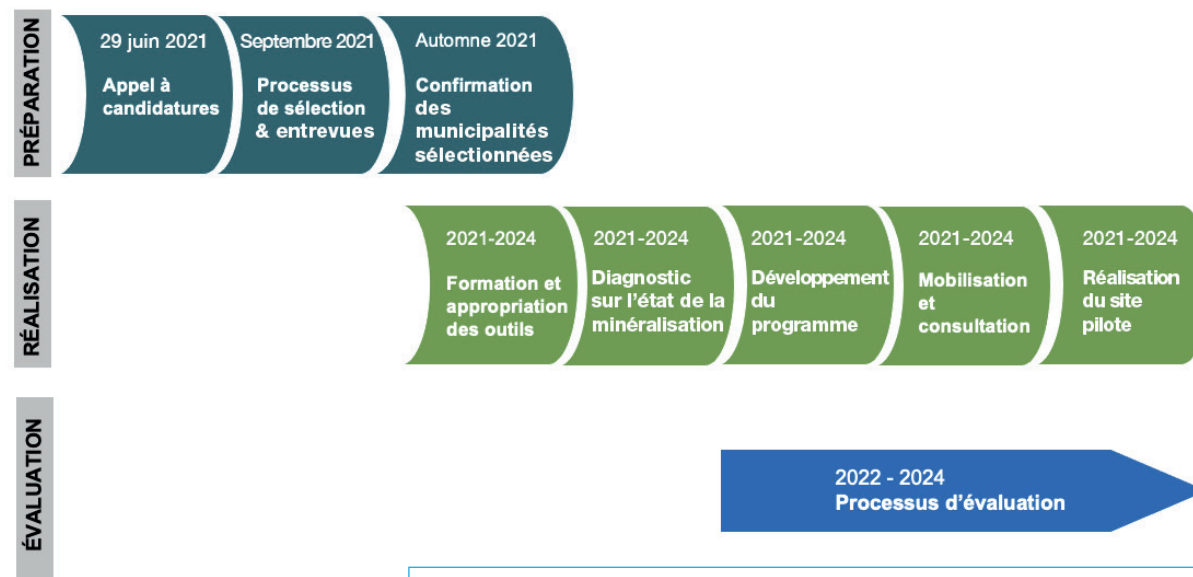 PRÉPARATION
29 juin 2021
Appel à
candidatures
Septembre 2021
Processus
de sélection
& entrevues
Automne 2021
Confirmation
des
municipalités
sélectionnées
RÉALISATION
2021-2024
Formation et
appropriation
des outils
2021-2024
Diagnostic
sur l'état de la
minéralisation
2021-2024
Développement
du
programme
2021-2024
Mobilisation
et
consultation
2021-2024
Réalisation
du site
pilote
ÉVALUATION
2022 - 2024
Processus d'évaluation